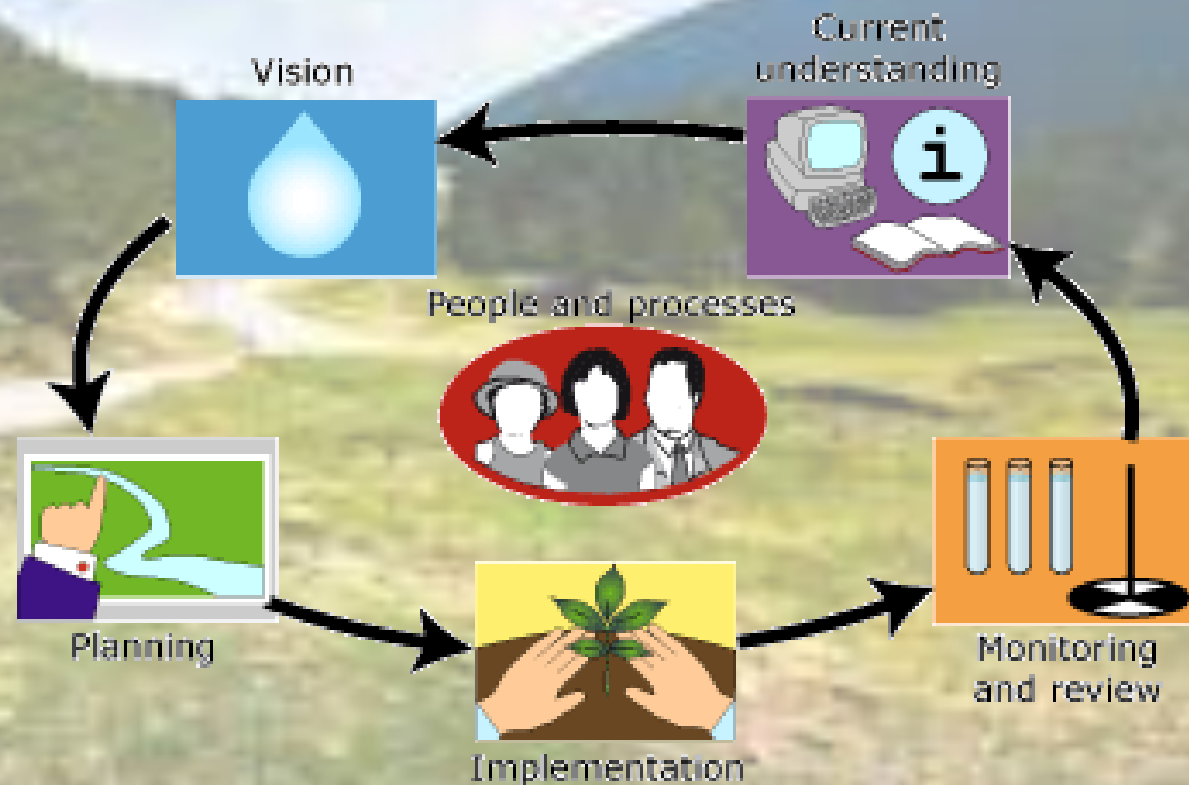 Current
understanding
Vision
i
People and processes
Planning
Implementation
Monitoring
and review